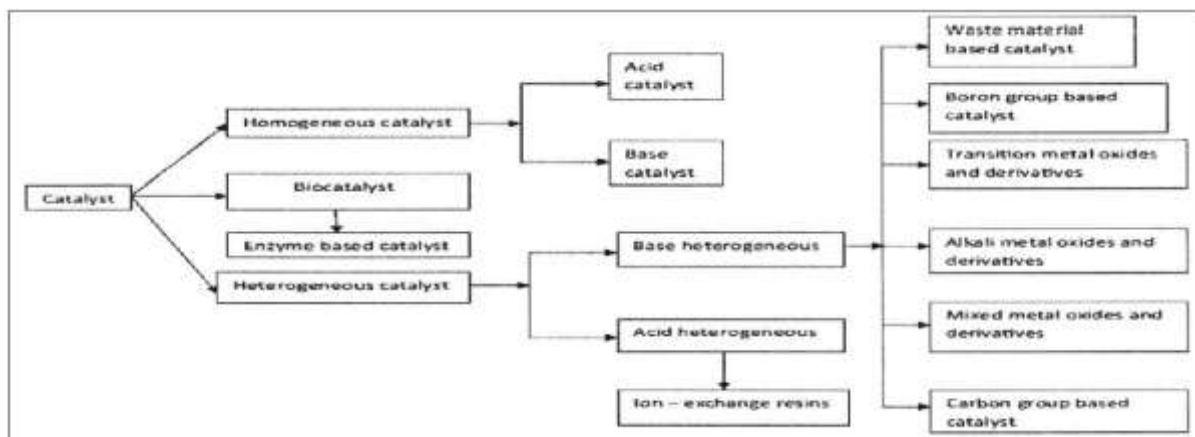 Catalyst
Homogeneous catalyst
Biocatalyst
Enzyme based catalyst
Heterogeneous catalyst
Acid
catalyst
Base
catalyst
Base heterogeneous
Acid heterogeneous
Ion – exchange resins
Waste material
based catalyst
Boron group based
catalyst
Transition metal oxides
and derivatives
Alkali metal oxides and
derivatives
Mixed metal oxides and
derivatives
Carbon group based
catalyst